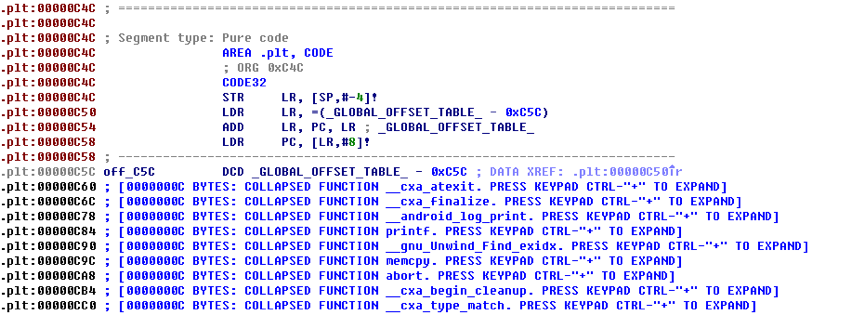 .plt:00000C4C ; ===========================================================================
.plt:00000C4C
.plt:00000C4C ; Segment type: Pure code
.plt:00000C4C AREA .plt, CODE
.plt:00000C4C ; ORG 0xC4C
.plt:00000C4C CODE32
.plt:00000C4C STR LR, [SP,#-4]!
.plt:00000C50 LDR LR, =(_GLOBAL_OFFSET_TABLE_ - 0xC5C)
.plt:00000C54 ADD LR, PC, LR ; _GLOBAL_OFFSET_TABLE_
.plt:00000C58 LDR PC, [LR,#8]!
.plt:00000C58 ; ---------------------------------------------------------------------------
.plt:00000C5C off_C5C DCD _GLOBAL_OFFSET_TABLE_ - 0xC5C ; DATA XREF: .plt:00000C50↑r
.plt:00000C60 ; [0000000C BYTES: COLLAPSED FUNCTION __cxa_atexit. PRESS KEYPAD CTRL-"+" TO EXPAND]
.plt:00000C6C ; [0000000C BYTES: COLLAPSED FUNCTION __cxa_finalize. PRESS KEYPAD CTRL-"+" TO EXPAND]
.plt:00000C78 ; [0000000C BYTES: COLLAPSED FUNCTION __android_log_print. PRESS KEYPAD CTRL-"+" TO EXPAND]
.plt:00000C84 ; [0000000C BYTES: COLLAPSED FUNCTION printf. PRESS KEYPAD CTRL-"+" TO EXPAND]
.plt:00000C90 ; [0000000C BYTES: COLLAPSED FUNCTION __gnu_Unwind_Find_exidx. PRESS KEYPAD CTRL-"+" TO EXPAND]
.plt:00000C9C ; [0000000C BYTES: COLLAPSED FUNCTION memcpy. PRESS KEYPAD CTRL-"+" TO EXPAND]
.plt:00000CA8 ; [0000000C BYTES: COLLAPSED FUNCTION abort. PRESS KEYPAD CTRL-"+" TO EXPAND]
.plt:00000CB4 ; [0000000C BYTES: COLLAPSED FUNCTION __cxa_begin_cleanup. PRESS KEYPAD CTRL-"+" TO EXPAND]
.plt:00000CC0 ; [0000000C BYTES: COLLAPSED FUNCTION __cxa_type_match. PRESS KEYPAD CTRL-"+" TO EXPAND]